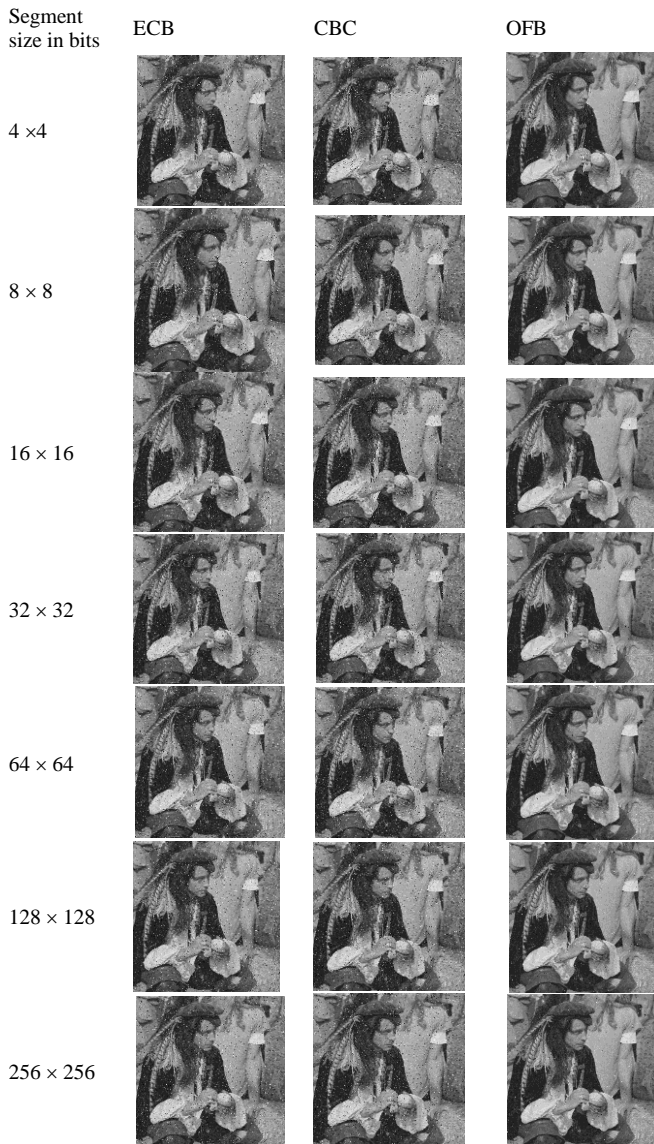 Segment
size in bits
ECB
CBC
OFB
4 ×4
8 × 8
16 × 16
32 × 32
64 × 64
128 × 128
256 × 256